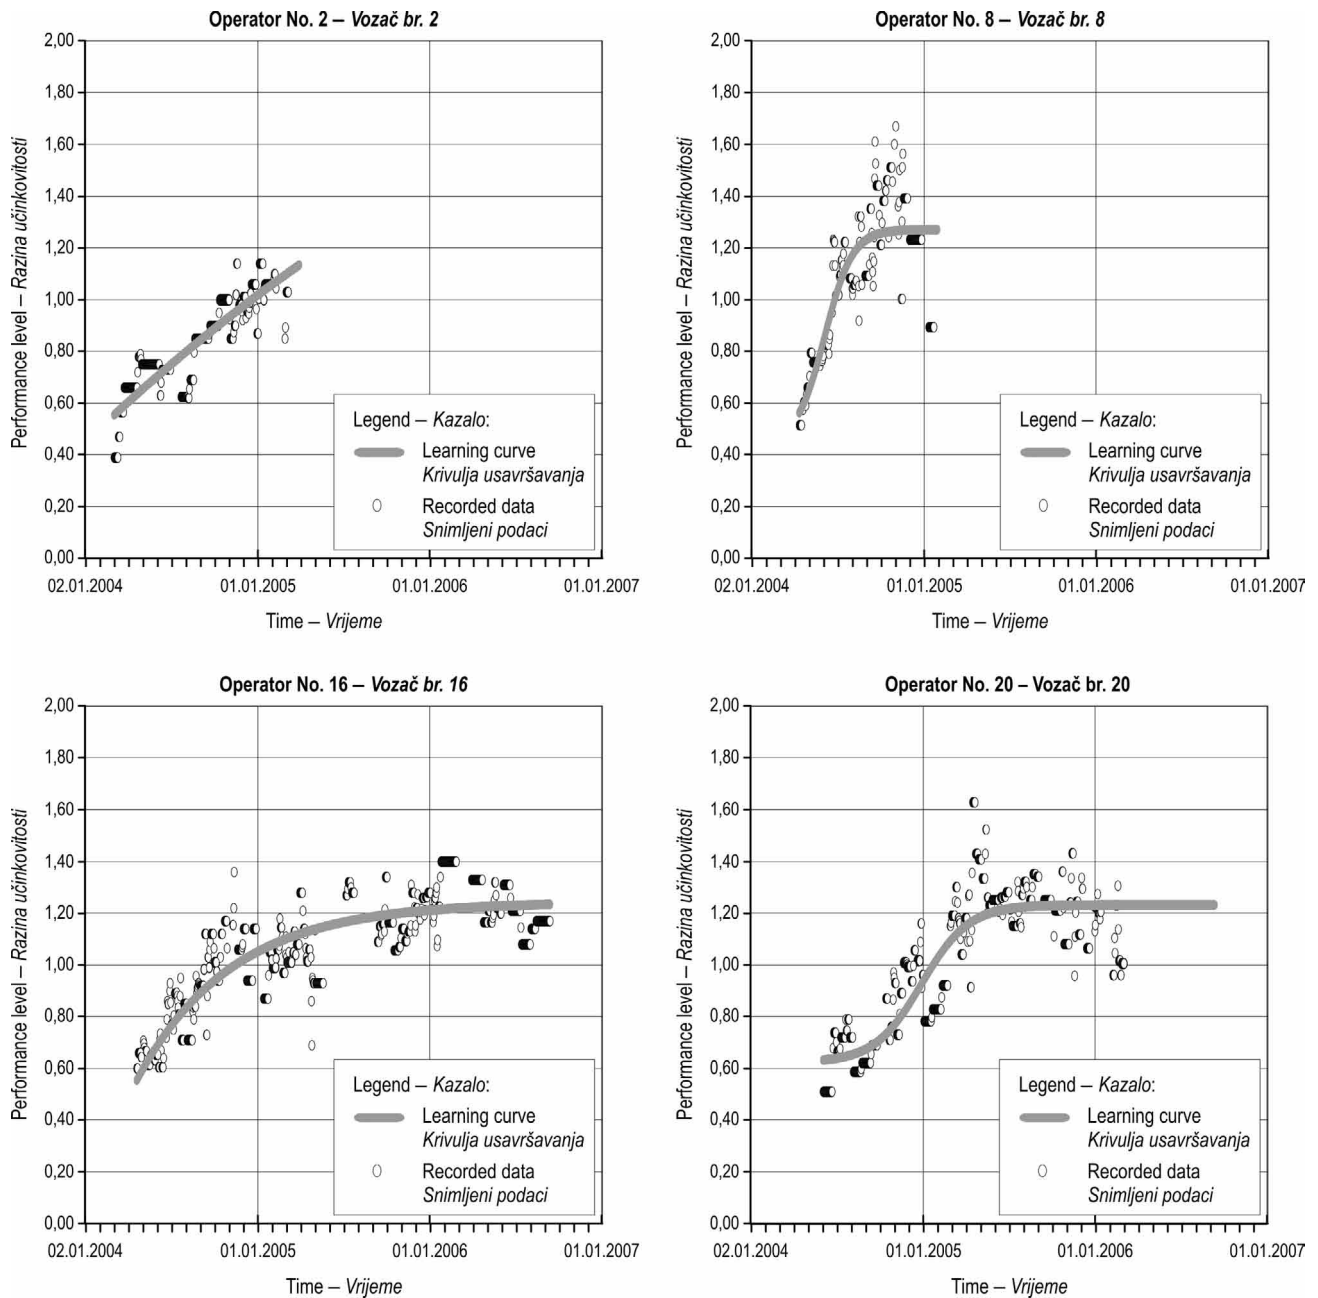 Operator No. 2 – Vozač br. 2
Performance level – Razina učinkovitosti
2,00
1,80
1,60
1,40
1,20
1,00
0,80
0,60
0,40
0,20
0,00
Legend – Kazalo:
Learning curve
Krivulja usavršavanja
Recorded data
Snimljeni podaci
02.01.2004 01.01.2005 01.01.2006 01.01.2007
Time – Vrijeme
Operator No. 8 – Vozač br. 8
Performance level – Razina učinkovitosti
2,00
1,80
1,60
1,40
1,20
1,00
0,80
0,60
0,40
0,20
0,00
Legend – Kazalo:
Learning curve
Krivulja usavršavanja
Recorded data
Snimljeni podaci
02.01.2004 01.01.2005 01.01.2006 01.01.2007
Time – Vrijeme
Operator No. 16 – Vozač br. 16
Performance level – Razina učinkovitosti
2,00
1,80
1,60
1,40
1,20
1,00
0,80
0,60
0,40
0,20
0,00
Legend – Kazalo:
Learning curve
Krivulja usavršavanja
Recorded data
Snimljeni podaci
02.01.2004 01.01.2005 01.01.2006 01.01.2007
Time – Vrijeme
Operator No. 20 – Vozač br. 20
Performance level – Razina učinkovitosti
2,00
1,80
1,60
1,40
1,20
1,00
0,80
0,60
0,40
0,20
0,00
Legend – Kazalo:
Learning curve
Krivulja usavršavanja
Recorded data
Snimljeni podaci
02.01.2004 01.01.2005 01.01.2006 01.01.2007
Time – Vrijeme